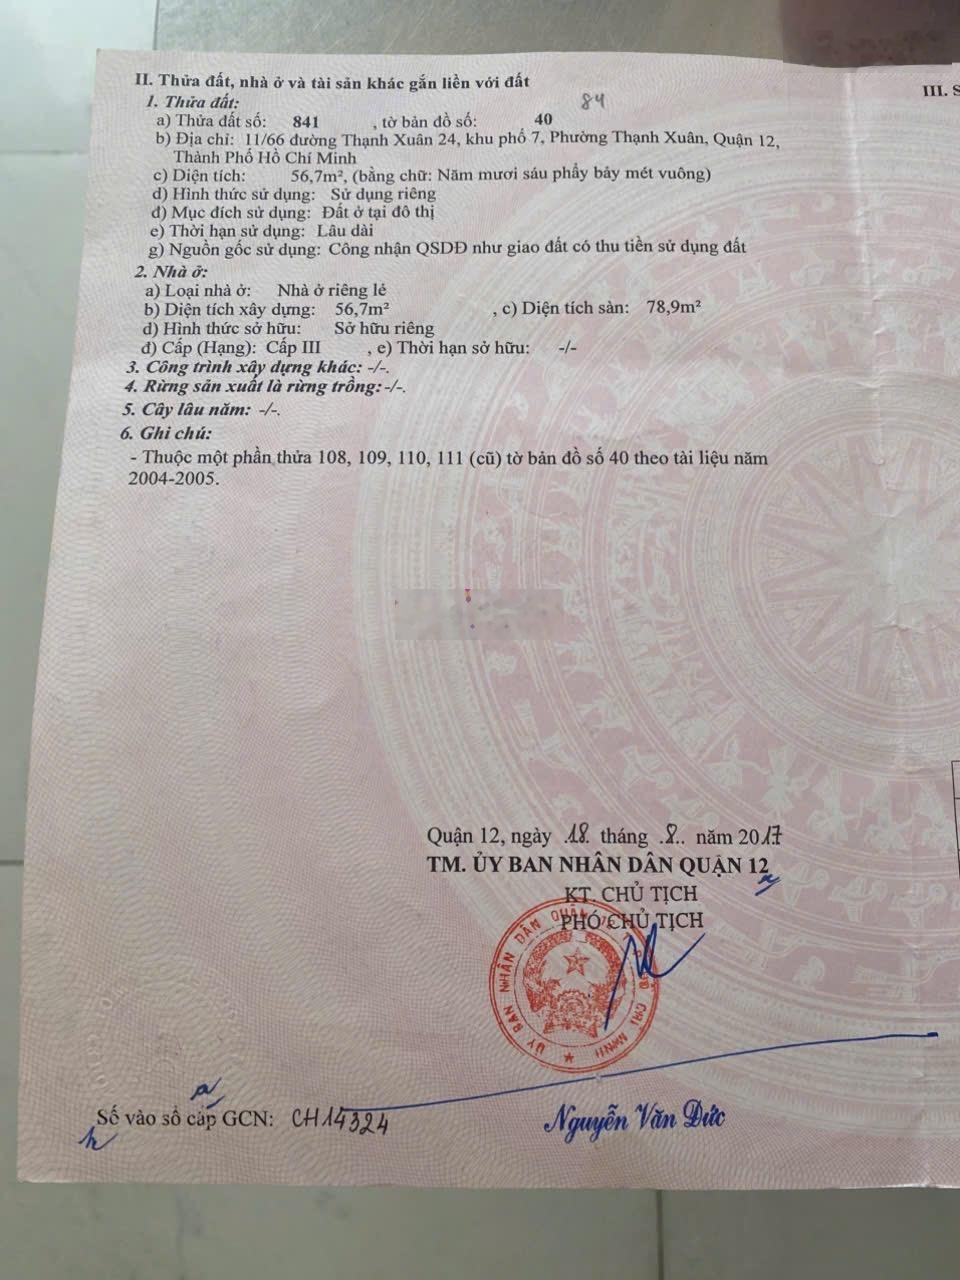 II. Thửa đất, nhà ở và tài sản khác gắn liền với đất
III. S
1. Thửa đất:
84
a) Thửa đất số: 841 , tờ bản đồ số: 40
b) Địa chỉ: 11/66 đường Thạnh Xuân 24, khu phố 7, Phường Thạnh Xuân, Quận 12,
Thành Phố Hồ Chí Minh
c) Diện tích: 56,7m², (bằng chữ: Năm mươi sáu phẩy bảy mét vuông)
d) Hình thức sử dụng: Sử dụng riêng
đ) Mục đích sử dụng: Đất ở tại đô thị
e) Thời hạn sử dụng: Lâu dài
g) Nguồn gốc sử dụng: Công nhận QSDĐ như giao đất có thu tiền sử dụng đất
2. Nhà ở:
a) Loại nhà ở: Nhà ở riêng lẻ
b) Diện tích xây dựng: 56,7m² , c) Diện tích sàn: 78,9m²
d) Hình thức sở hữu: Sở hữu riêng
đ) Cấp (Hạng): Cấp III , e) Thời hạn sở hữu: -/-
3. Công trình xây dựng khác: -/-.
4. Rừng sản xuất là rừng trồng: -/-.
5. Cây lâu năm: -/-.
6. Ghi chú:
- Thuộc một phần thửa 108, 109, 110, 111 (cũ) tờ bản đồ số 40 theo tài liệu năm
2004-2005.
Quận 12, ngày 18 tháng .8.. năm 2017
TM. ỦY BAN NHÂN DÂN QUẬN 12
KT. CHỦ TỊCH
PHÓ CHỦ TỊCH
ỦY BAN NHÂN DÂN QUẬN CHÍ MINH
Số vào sổ cấp GCN: CH14324
Nguyễn Văn Đức